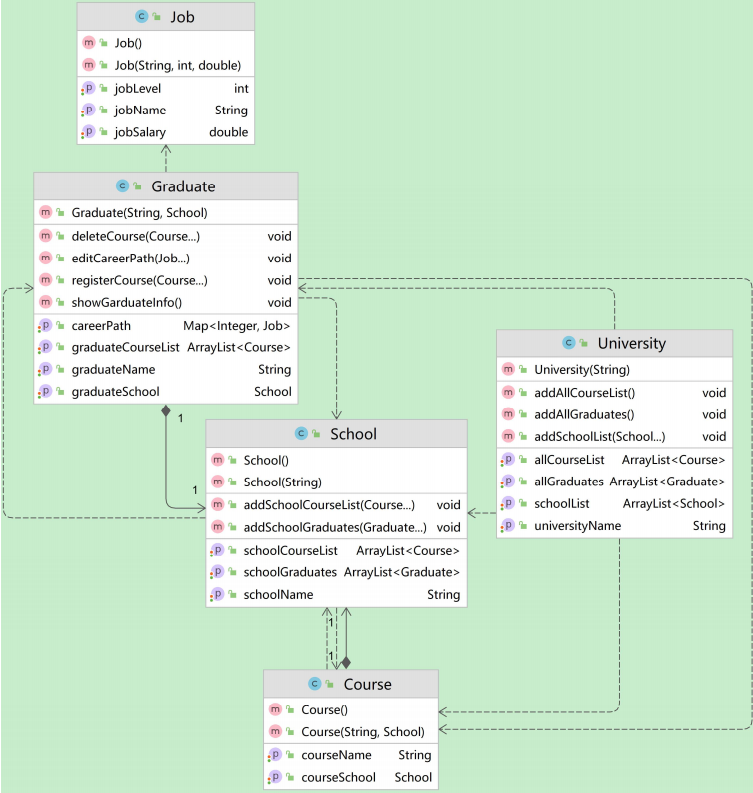 Job
Job()
Job(String, int, double)
jobLevel int
jobName String
jobSalary double
Graduate
Graduate(String, School)
deleteCourse(Course...) void
editCareerPath(Job...) void
registerCourse(Course...) void
showGarduateInfo() void
careerPath Map<Integer, Job>
graduateCourseList ArrayList<Course>
graduateName String
graduateSchool School
1
1
University
University(String)
addAllCourseList() void
addAllGraduates() void
addSchoolList(School...) void
allCourseList ArrayList<Course>
allGraduates ArrayList<Graduate>
schoolList ArrayList<School>
universityName String
School
School()
School(String)
addSchoolCourseList(Course...) void
addSchoolGraduates(Graduate...) void
schoolCourseList ArrayList<Course>
schoolGraduates ArrayList<Graduate>
schoolName String
1
1
Course
Course()
Course(String, School)
courseName String
courseSchool School